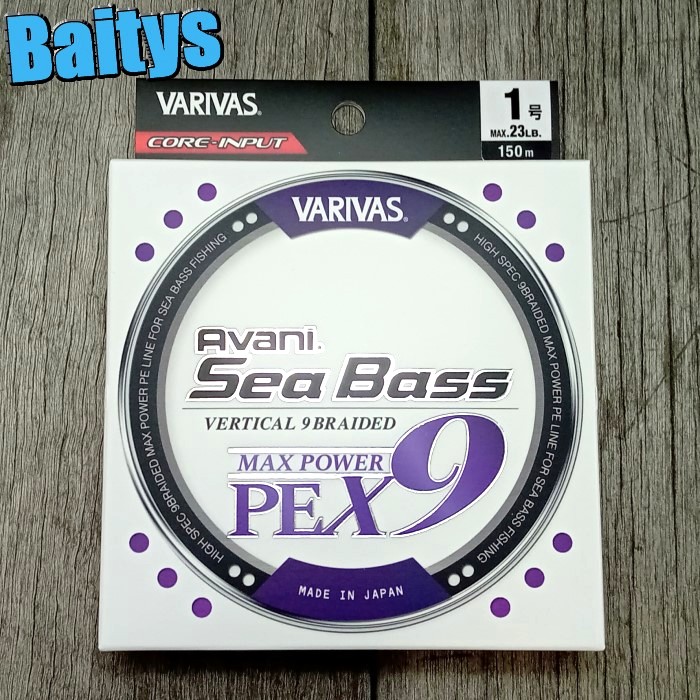 Baitys
VARIVAS®
CORE-INPUT
1号
MAX.23LB.
150m
VARIVAS®
HIGH SPEC 9BRAIDED MAX POWER PE LINE FOR SEA BASS FISHING
HIGH SPEC 9BRAIDED MAX POWER PE LINE FOR SEA BASS FISHING
Avani®
Sea Bass
VERTICAL 9BRAIDED
MAX POWER
PEX9
MADE IN JAPAN